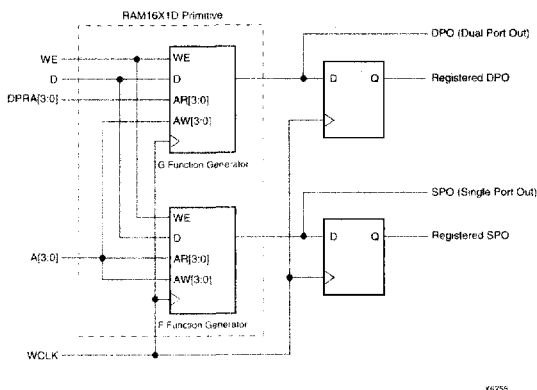 RAM16X1D Primitive
DPO (Dual Port Out)
WE
WE
D
D
D Q
Registered DPO
DPRA[3:0]
AR[3:0]
AW[3:0]
G Function Generator
SPO (Single Port Out)
WE
D
D Q
Registered SPO
A[3:0]
AR[3:0]
AW[3:0]
F Function Generator
WCLK
X6255